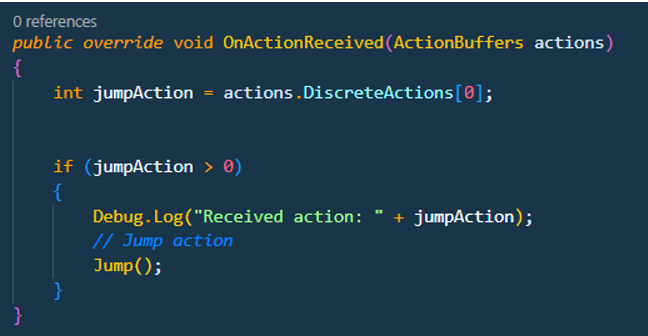 0 references
public override void OnActionReceived(ActionBuffers actions)
{
    int jumpAction = actions.DiscreteActions[0];
    if (jumpAction > 0)
    {
        Debug.Log("Received action: " + jumpAction);
        // Jump action
        Jump();
    }
}